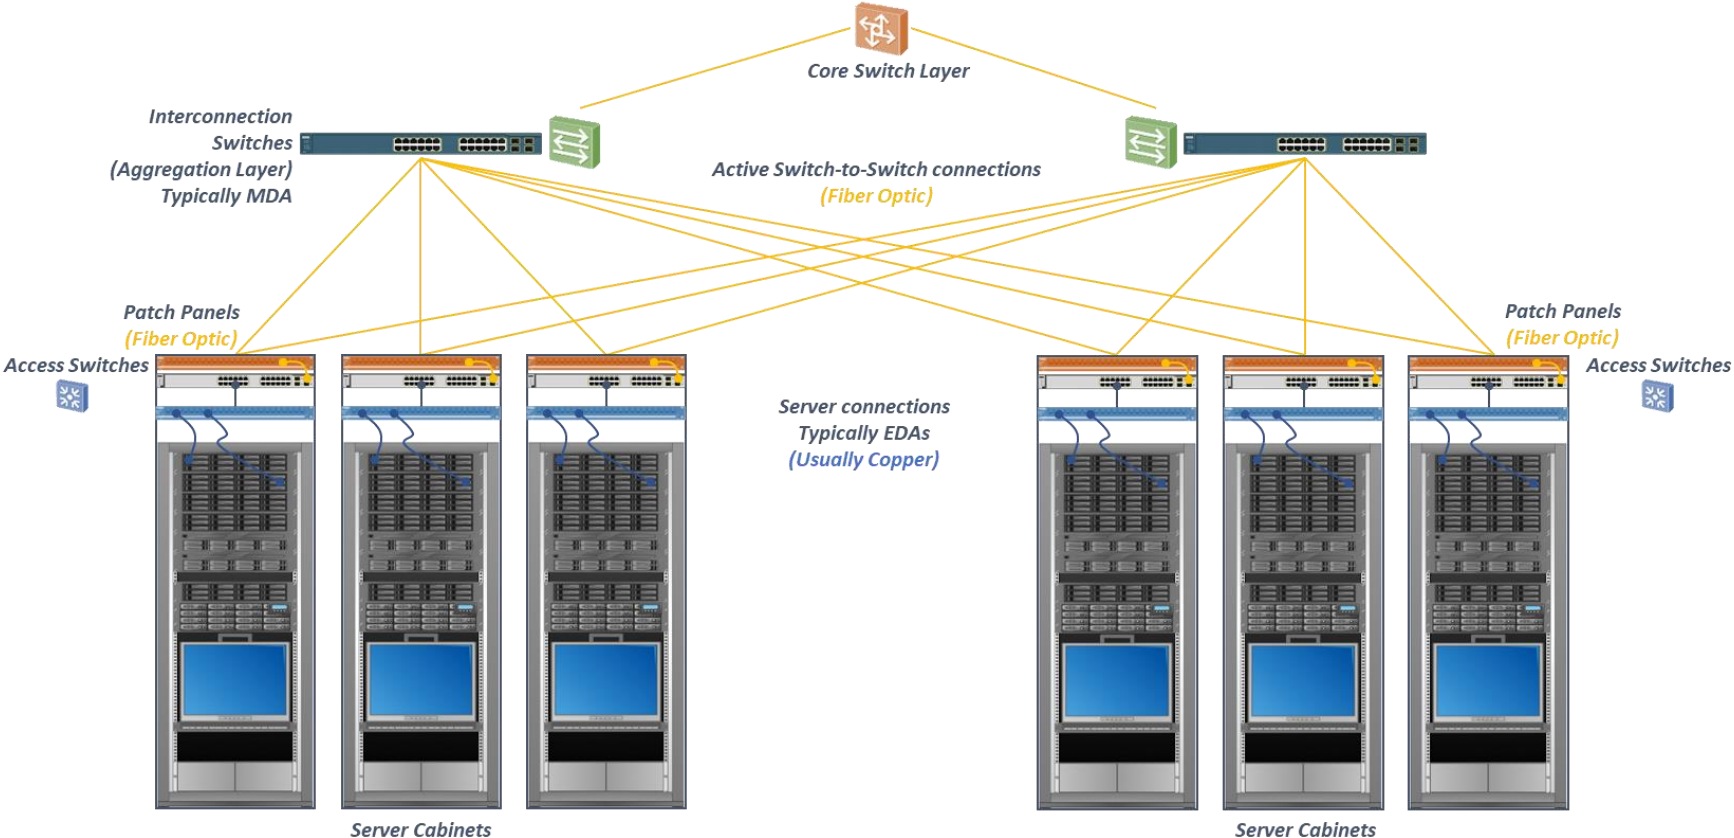 Core Switch Layer
Interconnection
Switches
(Aggregation Layer)
Typically MDA
Active Switch-to-Switch connections
(Fiber Optic)
Patch Panels
(Fiber Optic)
Access Switches
Patch Panels
(Fiber Optic)
Access Switches
Server connections
Typically EDAs
(Usually Copper)
Server Cabinets
Server Cabinets